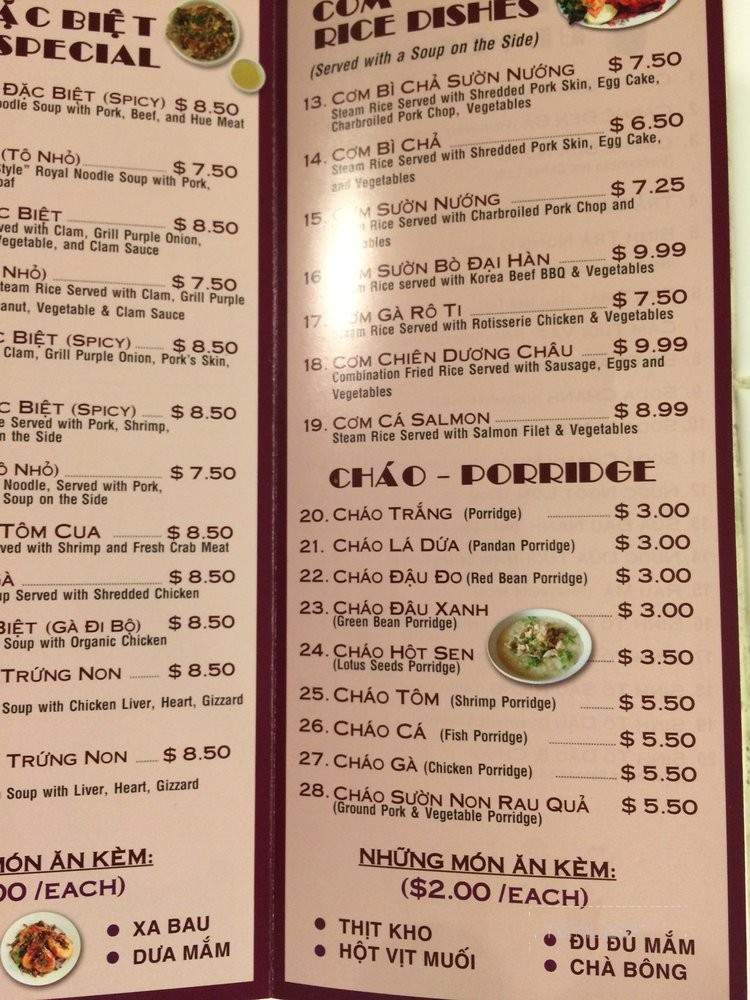 ẶC BIỆT
SPECIAL
ĐẶC BIỆT (SPICY) $ 8.50
oodle Soup with Pork, Beef, and Hue Meat
(TÔ NHỎ) $ 7.50
Style" Royal Noodle Soup with Pork,
oaf
C BIỆT $ 8.50
ved with Clam, Grill Purple Onion,
Vegetable, and Clam Sauce
NHỎ) $ 7.50
team Rice Served with Clam, Grill Purple
anut, Vegetable & Clam Sauce
C BIỆT (SPICY) $ 8.50
Clam, Grill Purple Onion, Pork's Skin,
C BIỆT (SPICY) $ 8.50
e Served with Pork, Shrimp,
n the Side
Ô NHỎ) $ 7.50
Noodle, Served with Pork,
Soup on the Side
TÔM CUA $ 8.50
ved with Shrimp and Fresh Crab Meat
GÀ $ 8.50
up Served with Shredded Chicken
BIỆT (GÀ ĐI BỘ) $ 8.50
Soup with Organic Chicken
TRỨNG NON $ 8.50
Soup with Chicken Liver, Heart, Gizzard
TRỨNG NON $ 8.50
Soup with Liver, Heart, Gizzard
MÓN ĂN KÈM:
00 /EACH)
• XA BAU
• DƯA MẮM
CƠM
RICE DISHES
(Served with a Soup on the Side)
13. CƠM BÌ CHẢ SƯỜN NƯỚNG $ 7.50
Steam Rice Served with Shredded Pork Skin, Egg Cake,
Charbroiled Pork Chop, Vegetables
14. CƠM BÌ CHẢ $ 6.50
Steam Rice Served with Shredded Pork Skin, Egg Cake,
and Vegetables
15. CƠM SƯỜN NƯỚNG $ 7.25
Rice Served with Charbroiled Pork Chop and
tables
16 CƠM SƯỜN BÒ ĐẠI HÀN $ 9.99
m Rice served with Korea Beef BBQ & Vegetables
17. CƠM GÀ RÔ TI $ 7.50
Steam Rice Served with Rotisserie Chicken & Vegetables
18. CƠM CHIÊN DƯƠNG CHÂU $ 9.99
Combination Fried Rice Served with Sausage, Eggs and
Vegetables
19. CƠM CÁ SALMON $ 8.99
Steam Rice Served with Salmon Filet & Vegetables
CHÁO - PORRIDGE
20. CHÁO TRẮNG (Porridge) $ 3.00
21. CHÁO LÁ DỨA (Pandan Porridge) $ 3.00
22. CHÁO ĐẬU ĐO (Red Bean Porridge) $ 3.00
23. CHÁO ĐÂU XANH $ 3.00
(Green Bean Porridge)
24. CHÁO HỘT SEN $ 3.50
(Lotus Seeds Porridge)
25. CHÁO TÔM (Shrimp Porridge) $ 5.50
26. CHÁO CÁ (Fish Porridge) $ 5.50
27. CHÁO GÀ (Chicken Porridge) $ 5.50
28. CHÁO SƯỜN NON RAU QUẢ $ 5.50
(Ground Pork & Vegetable Porridge)
NHỮNG MÓN ĂN KÈM:
($2.00 /EACH)
• THỊT KHO
• HỘT VỊT MUỐI
• ĐU ĐỦ MẮM
• CHÀ BÔNG